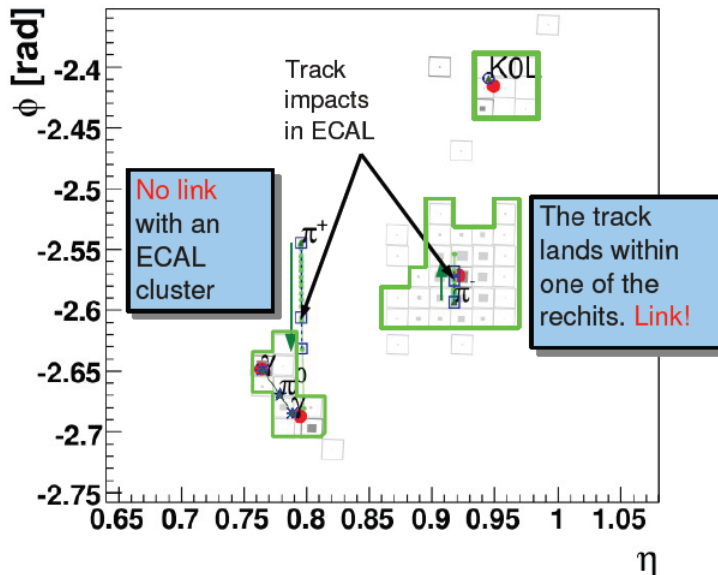 ϕ [rad]
-2.4
-2.45
-2.5
-2.55
-2.6
-2.65
-2.7
-2.75
Track
impacts
in ECAL
K0L
No link
with an
ECAL
cluster
π+
The track
lands within
one of the
rechits. Link!
π-
γ
π0
γ
0.65
0.7
0.75
0.8
0.85
0.9
0.95
1
1.05
η